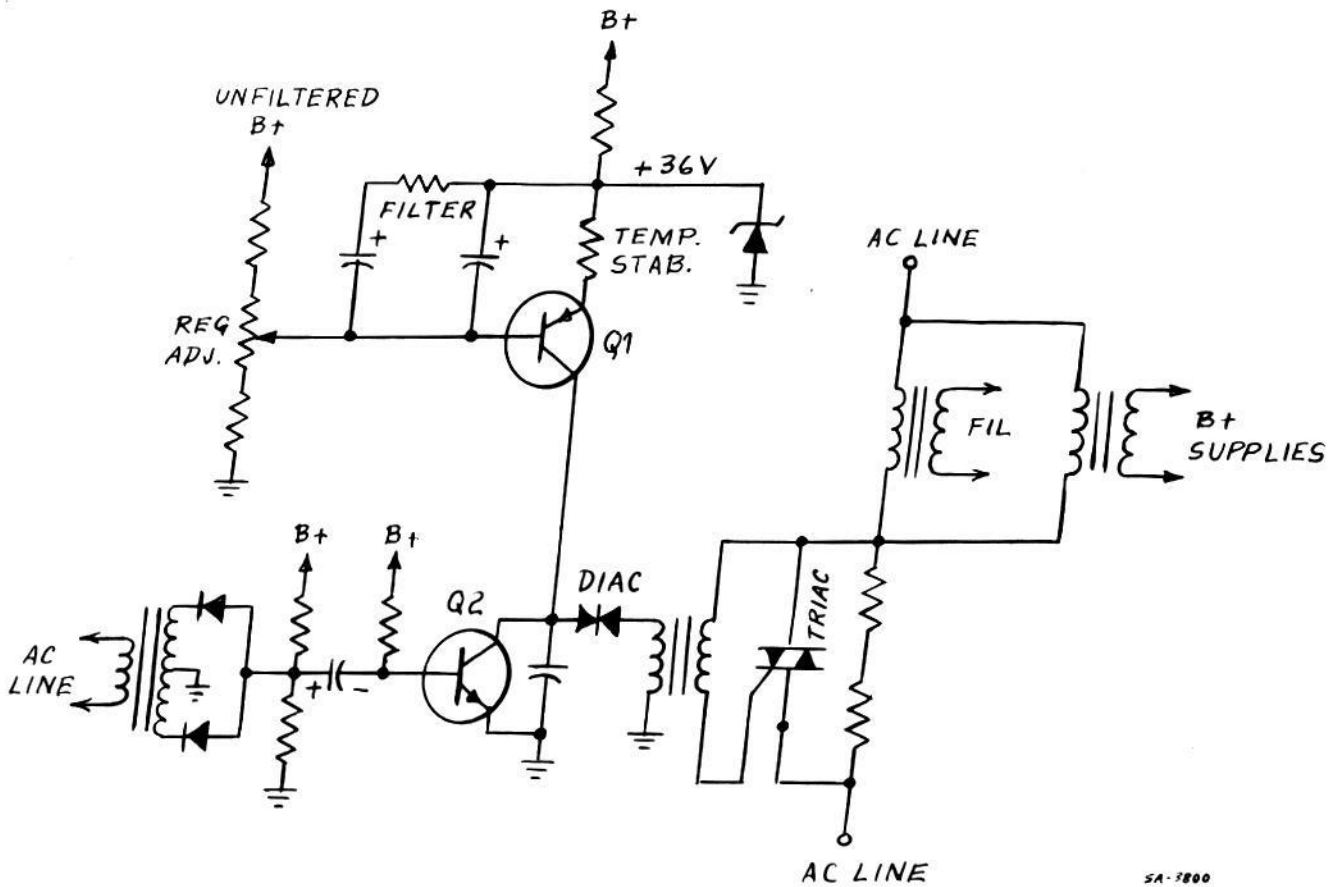 B+
UNFILTERED
B+
+36V
FILTER
+
+
TEMP.
STAB.
AC LINE
REG
ADJ.
Q1
FIL
B+
SUPPLIES
B+
B+
DIAC
TRIAC
Q2
AC
LINE
+
-
AC LINE
SA-3800